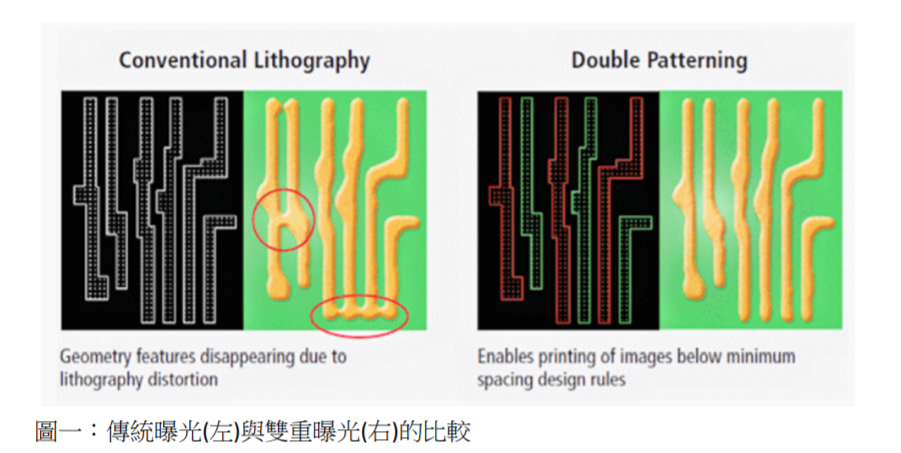 Conventional Lithography
Double Patterning
Geometry features disappearing due to
lithography distortion
Enables printing of images below minimum
spacing design rules
圖一：傳統曝光(左)與雙重曝光(右)的比較